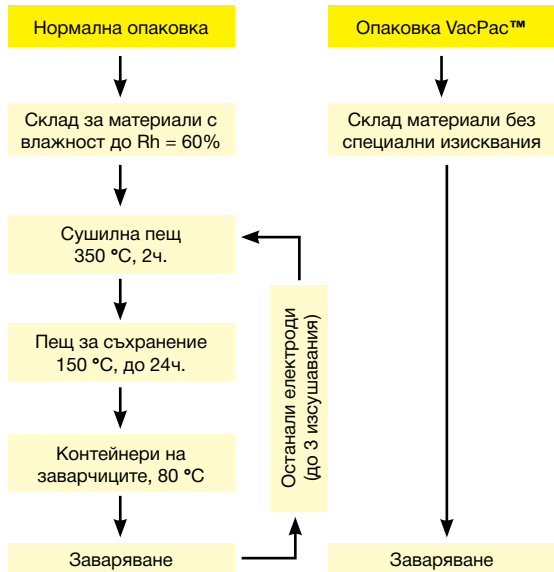 Нормална опаковка
Склад за материали с
влажност до Rh = 60%
Сушилна пещ
350 °C, 2ч.
Пещ за съхранение
150 °C, до 24ч.
Контейнери на
заварчиците, 80 °C
Заваряване
Останали електроди
(до 3 изсушавания)
Опаковка VacPac™
Склад материали без
специални изисквания
Заваряване